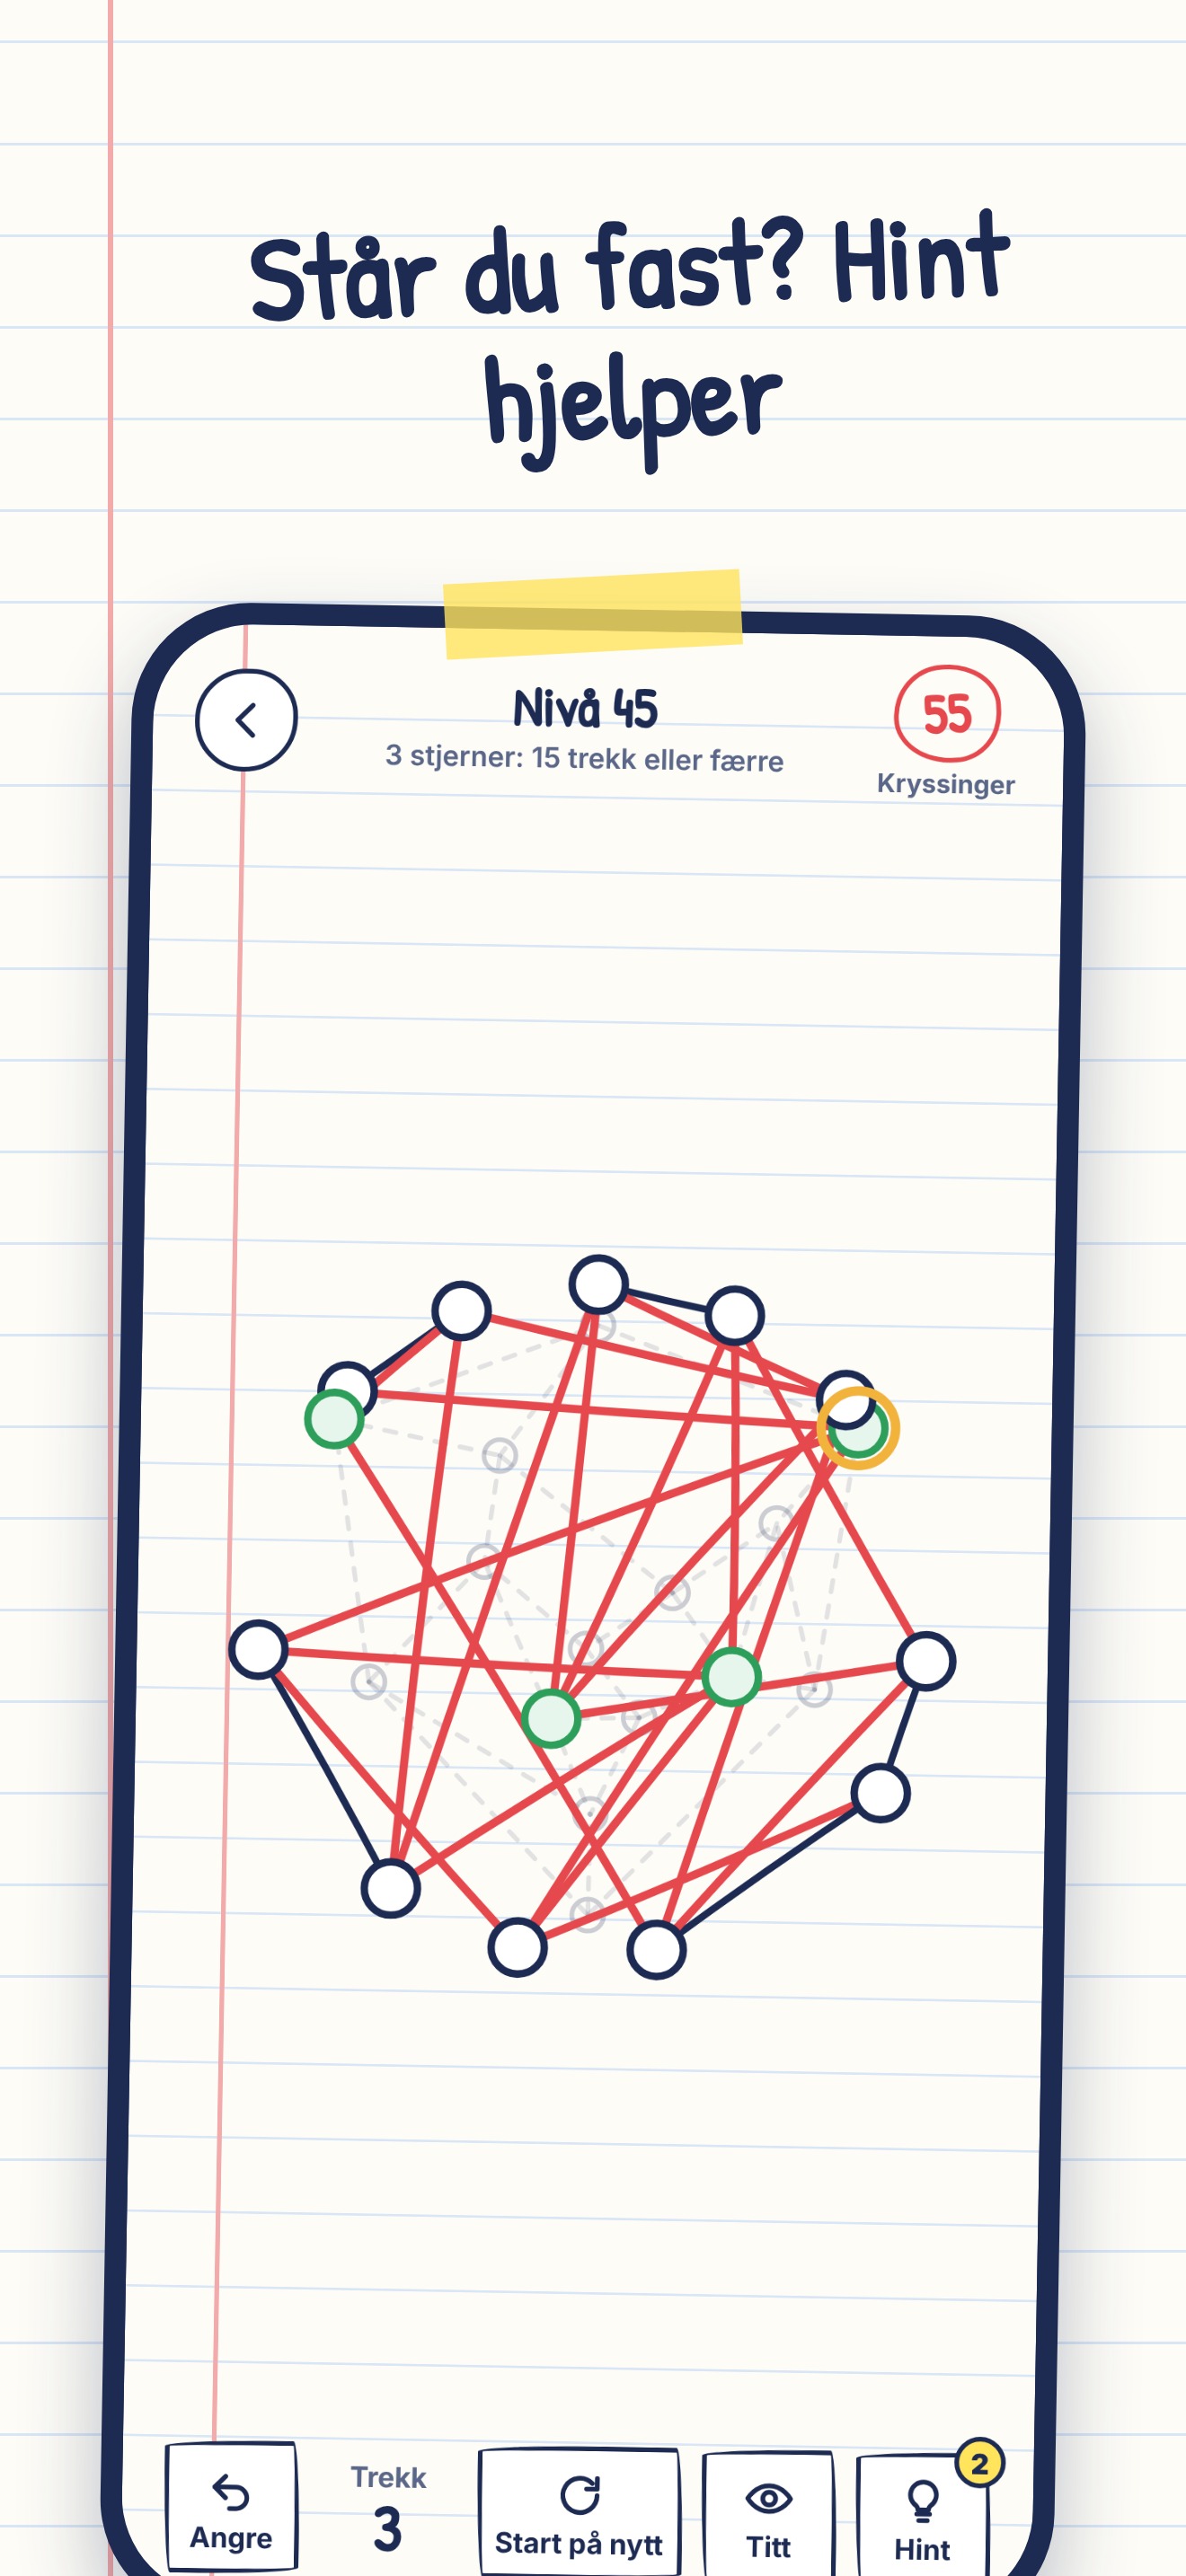 Står du fast? Hint
hjelper
Nivå 45
3 stjerner: 15 trekk eller færre
55
Kryssinger
Angre
Trekk
3
Start på nytt
Titt
2
Hint